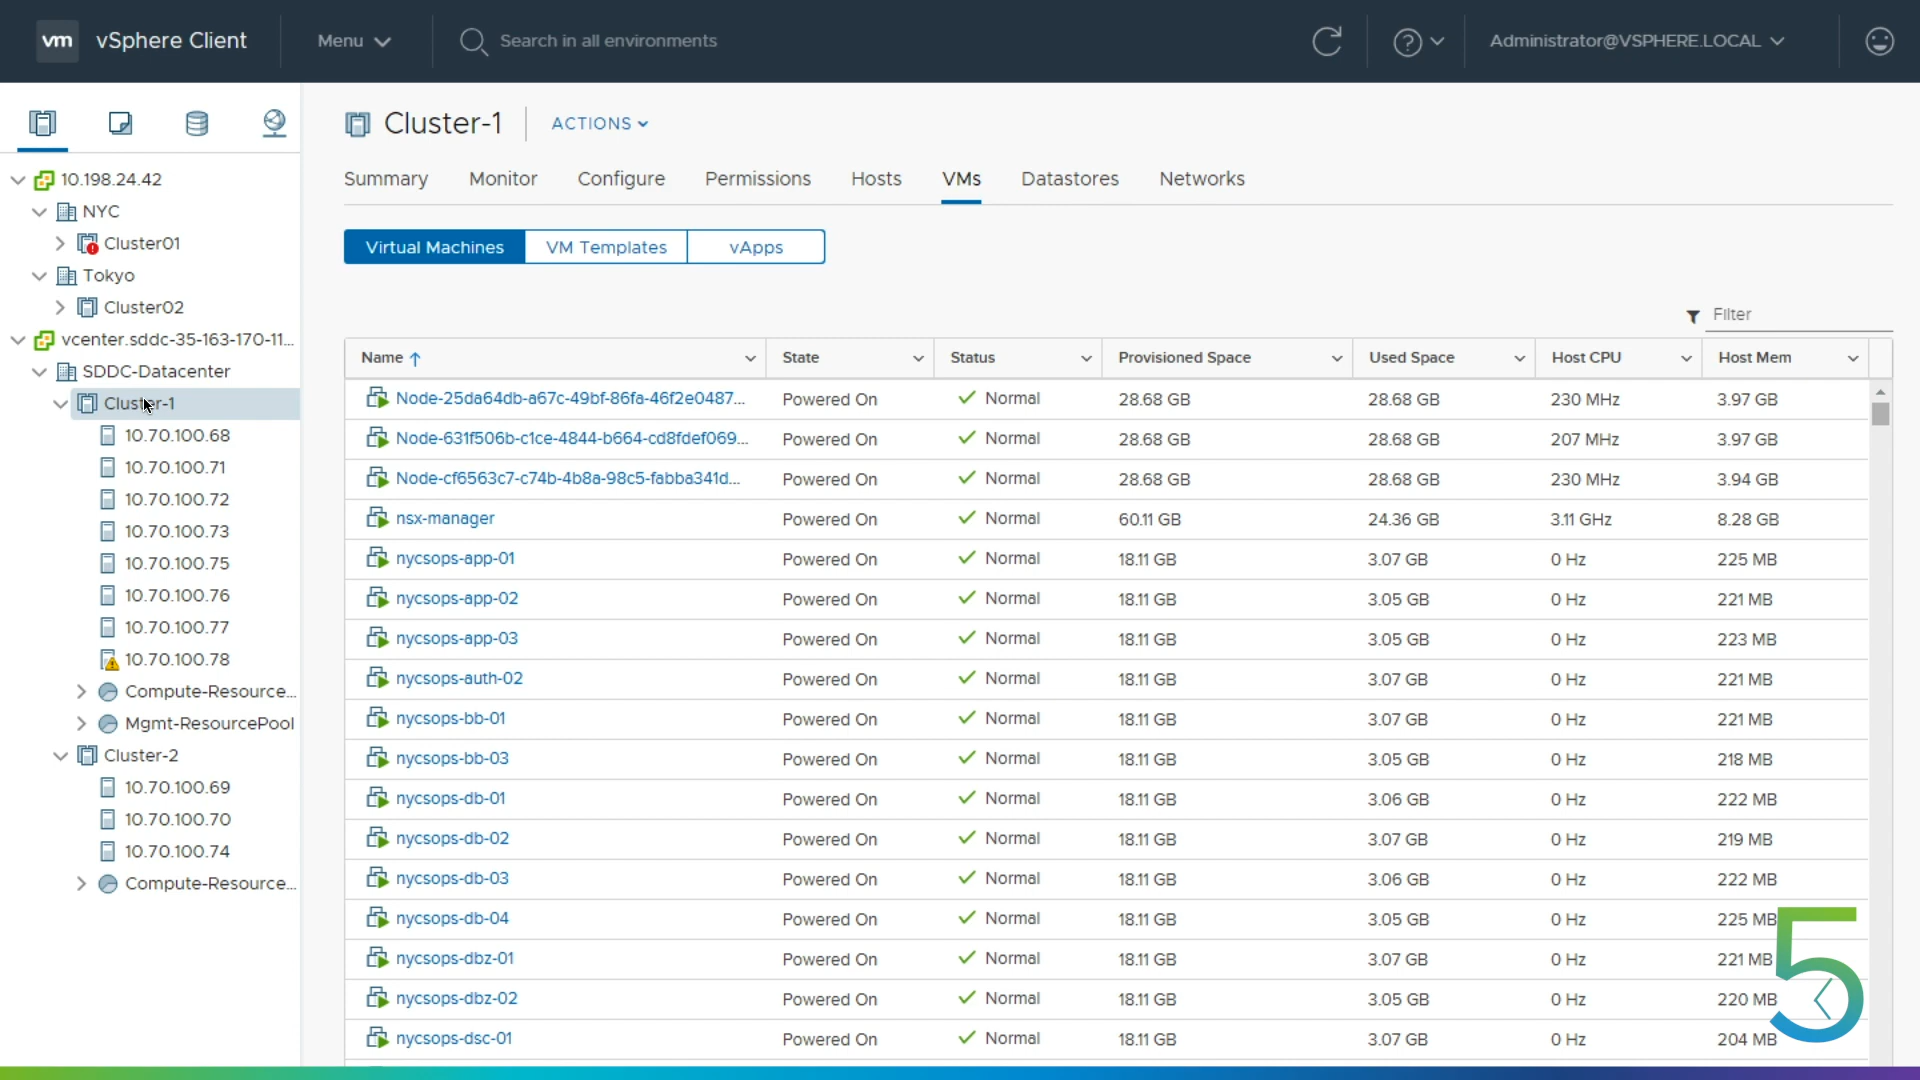 vm vSphere Client Menu Search in all environments Administrator@VSPHERE.LOCAL
10.198.24.42
NYC
Cluster01
Tokyo
Cluster02
vcenter.sddc-35-163-170-11...
SDDC-Datacenter
Cluster-1
10.70.100.68
10.70.100.71
10.70.100.72
10.70.100.73
10.70.100.75
10.70.100.76
10.70.100.77
10.70.100.78
Compute-Resource...
Mgmt-ResourcePool
Cluster-2
10.70.100.69
10.70.100.70
10.70.100.74
Compute-Resource...
Cluster-1 ACTIONS
Summary Monitor Configure Permissions Hosts VMs Datastores Networks
Virtual Machines VM Templates vApps
Filter
Name State Status Provisioned Space Used Space Host CPU Host Mem
Node-25da64db-a67c-49bf-86fa-46f2e0487... Powered On Normal 28.68 GB 28.68 GB 230 MHz 3.97 GB
Node-631f506b-c1ce-4844-b664-cd8fdef069... Powered On Normal 28.68 GB 28.68 GB 207 MHz 3.97 GB
Node-cf6563c7-c74b-4b8a-98c5-fabba341d... Powered On Normal 28.68 GB 28.68 GB 230 MHz 3.94 GB
nsx-manager Powered On Normal 60.11 GB 24.36 GB 3.11 GHz 8.28 GB
nycsops-app-01 Powered On Normal 18.11 GB 3.07 GB 0 Hz 225 MB
nycsops-app-02 Powered On Normal 18.11 GB 3.05 GB 0 Hz 221 MB
nycsops-app-03 Powered On Normal 18.11 GB 3.05 GB 0 Hz 223 MB
nycsops-auth-02 Powered On Normal 18.11 GB 3.07 GB 0 Hz 221 MB
nycsops-bb-01 Powered On Normal 18.11 GB 3.07 GB 0 Hz 221 MB
nycsops-bb-03 Powered On Normal 18.11 GB 3.05 GB 0 Hz 218 MB
nycsops-db-01 Powered On Normal 18.11 GB 3.06 GB 0 Hz 222 MB
nycsops-db-02 Powered On Normal 18.11 GB 3.07 GB 0 Hz 219 MB
nycsops-db-03 Powered On Normal 18.11 GB 3.06 GB 0 Hz 222 MB
nycsops-db-04 Powered On Normal 18.11 GB 3.05 GB 0 Hz 225 MB
nycsops-dbz-01 Powered On Normal 18.11 GB 3.07 GB 0 Hz 221 MB
nycsops-dbz-02 Powered On Normal 18.11 GB 3.05 GB 0 Hz 220 MB
nycsops-dsc-01 Powered On Normal 18.11 GB 3.07 GB 0 Hz 204 MB
5